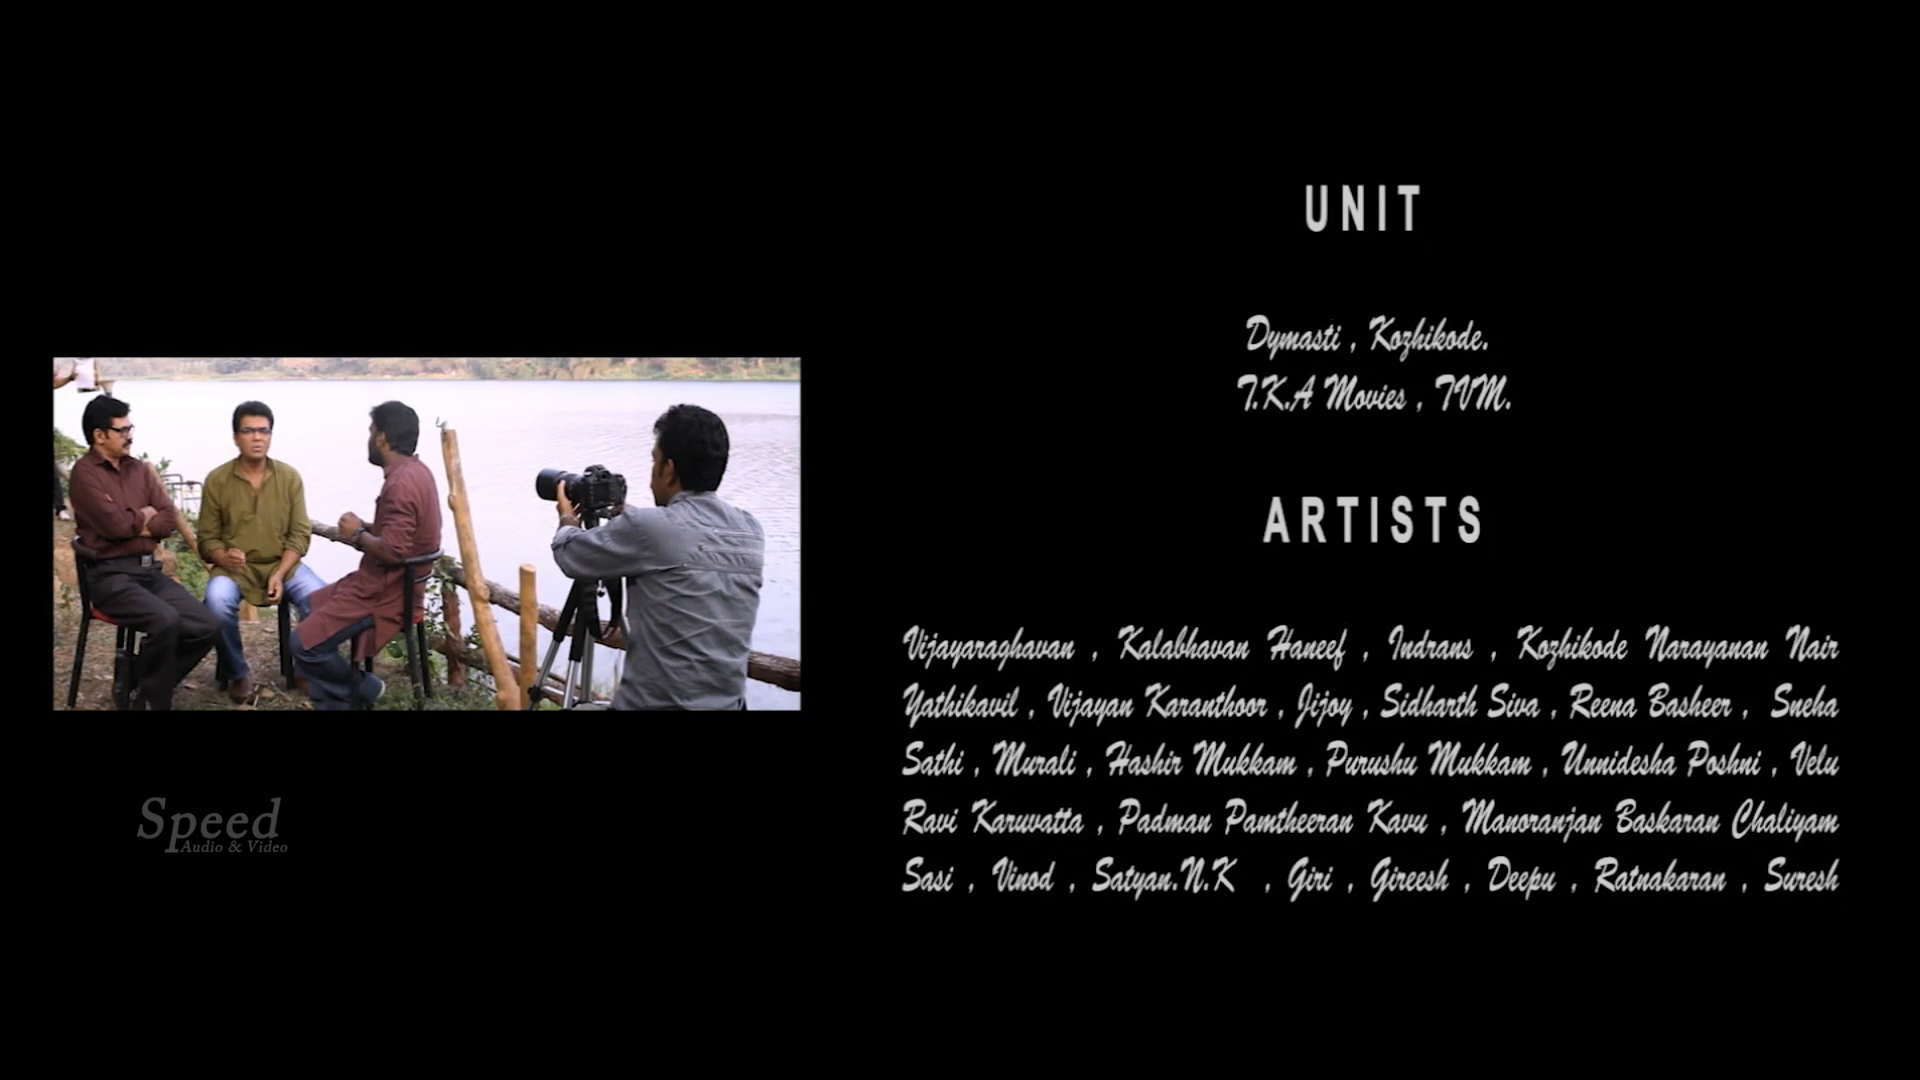 UNIT
Dymasti , Kozhikode.
T.K.A Movies , TVM.
ARTISTS
Vijayaraghavan , Kalabhavan Haneef , Indrans , Kozhikode Narayanan Nair
Yathikavil , Vijayan Karanthoor , Jijoy , Sidharth Siva , Reena Basheer , Sneha
Sathi , Murali , Hashir Mukkam , Purushu Mukkam , Unnidesha Poshni , Velu
Ravi Karuvatta , Padman Pamtheeran Kavu , Manoranjan Baskaran Chaliyam
Sasi , Vinod , Satyan.N.K , Giri , Gireesh , Deepu , Ratnakaran , Suresh
Speed
Audio & Video